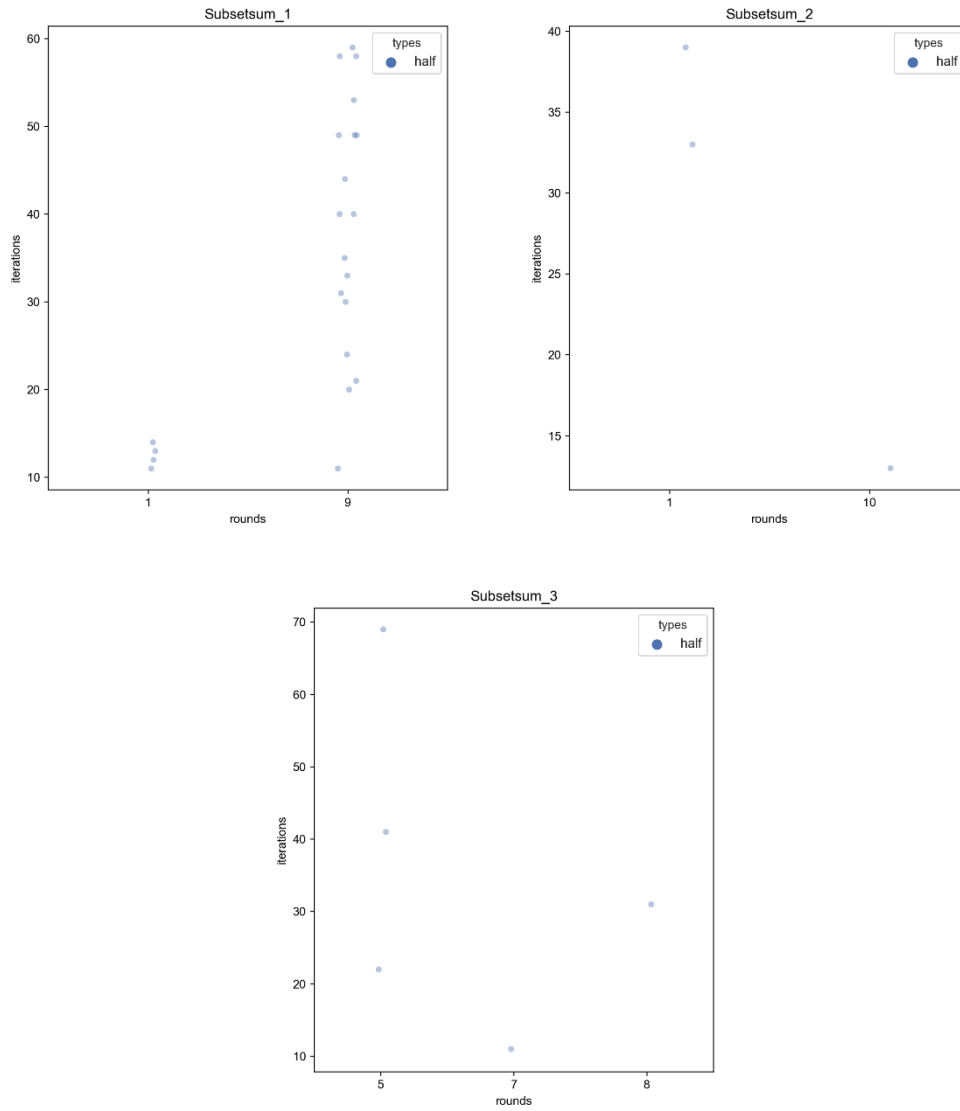 Subsetsum_1
60
50
40
30
20
10
iterations
types
half
1
9
rounds
Subsetsum_2
40
35
30
25
20
15
iterations
types
half
1
10
rounds
Subsetsum_3
70
60
50
40
30
20
10
iterations
types
half
5
7
8
rounds